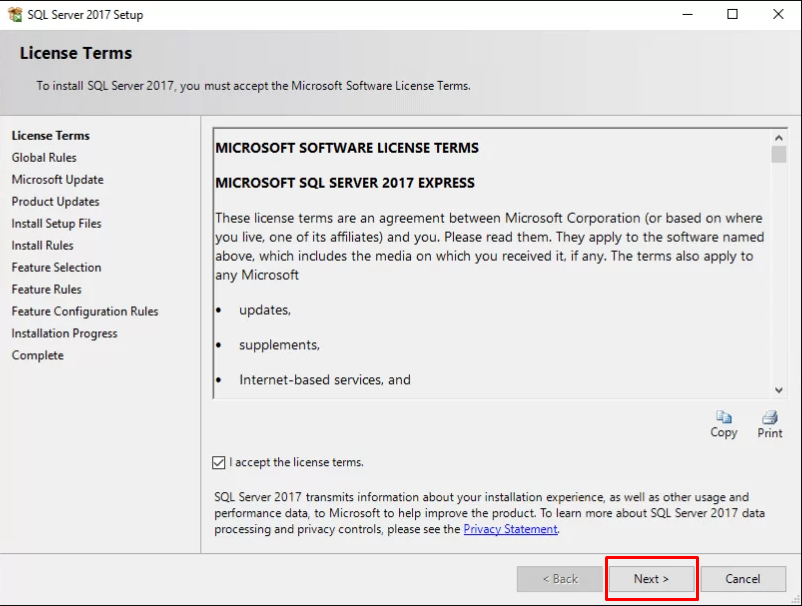 SQL Server 2017 Setup
License Terms
To install SQL Server 2017, you must accept the Microsoft Software License Terms.
License Terms
Global Rules
Microsoft Update
Product Updates
Install Setup Files
Install Rules
Feature Selection
Feature Rules
Feature Configuration Rules
Installation Progress
Complete
MICROSOFT SOFTWARE LICENSE TERMS
MICROSOFT SQL SERVER 2017 EXPRESS
These license terms are an agreement between Microsoft Corporation (or based on where
you live, one of its affiliates) and you. Please read them. They apply to the software named
above, which includes the media on which you received it, if any. The terms also apply to
any Microsoft
• updates,
• supplements,
• Internet-based services, and
Copy Print
I accept the license terms.
SQL Server 2017 transmits information about your installation experience, as well as other usage and
performance data, to Microsoft to help improve the product. To learn more about SQL Server 2017 data
processing and privacy controls, please see the Privacy Statement.
< Back Next > Cancel